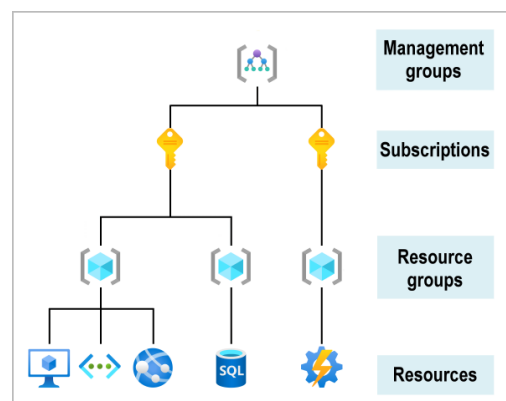 Management
groups
Subscriptions
Resource
groups
SQL
Resources